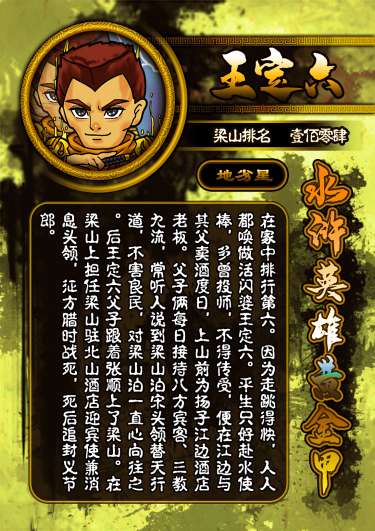 王定六
梁山排名 壹佰零肆
地劣星
水浒英雄黄金甲
在家中排行第六。因为走跳得快，人人
都唤做活闪婆王定六。平生只好赴水使
棒，多曾投师，不得传受，便在江边与
其父卖酒度日，上山前为扬子江边酒店
老板。父子俩每日接待八方宾客，三教
九流，常听人说到梁山泊宋头领替天行
道，不害良民，对梁山泊一直心向往之
。后王定六父子跟着张顺上了梁山。在
梁山上担任梁山驻北山酒店迎宾使兼消
息头领，征方腊时战死，死后追封义节
郎。